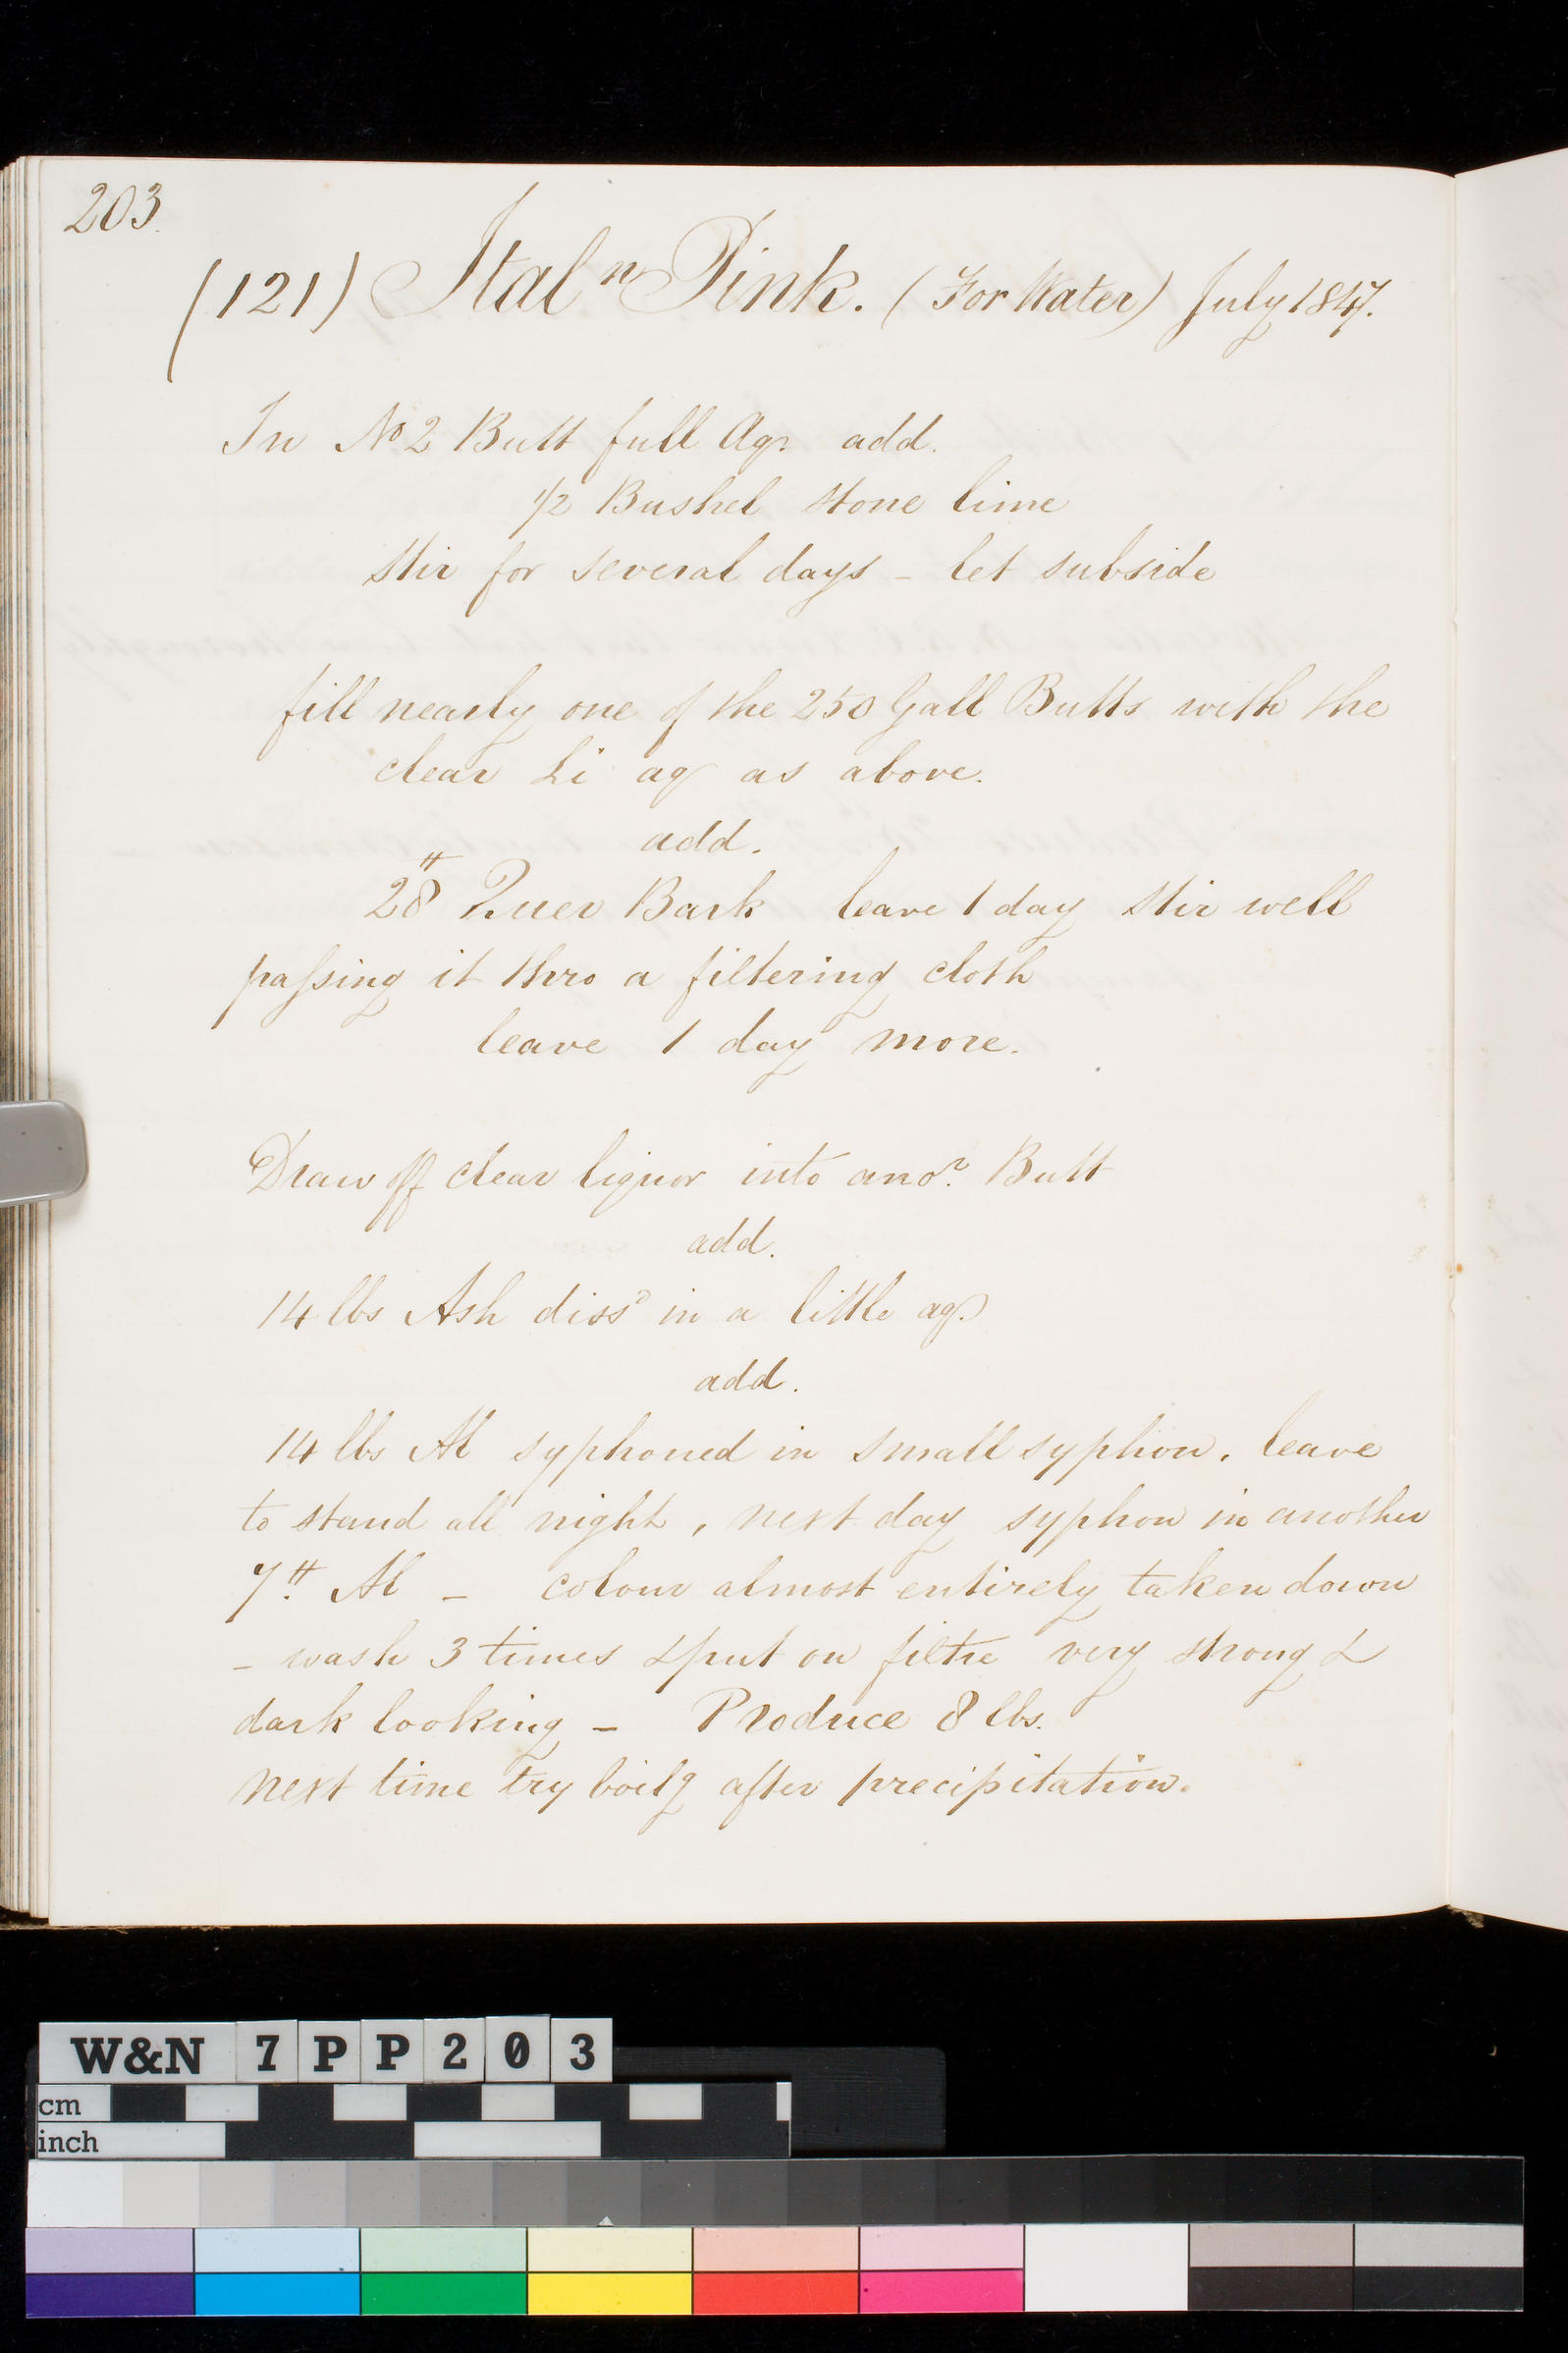 203.
(121) Ital n Pink. (For Water) July 1847.
In No 2 Butt full Aq. add.
1/2 Bushel stone lime
stir for several days - let subside
fill nearly one of the 250 Gall Butts with the
clear Li aq as above.
add.
28 tt Quer Bark leave 1 day stir well
passing it thro a filtering cloth
leave 1 day more.
Draw off clear liquor into ano.r Butt
add.
14 lbs Ash diss.d in a little aq.
add.
14 lbs Al syphoned in small syphon. leave
to stand all night, next day syphon in another
7 tt. Al - colour almost entirely taken down
- wash 3 times & put on filtre very strong &
dark looking - Produce 8 lbs.
next time try boilg after precipitation.
W&N 7PP203
cm
inch